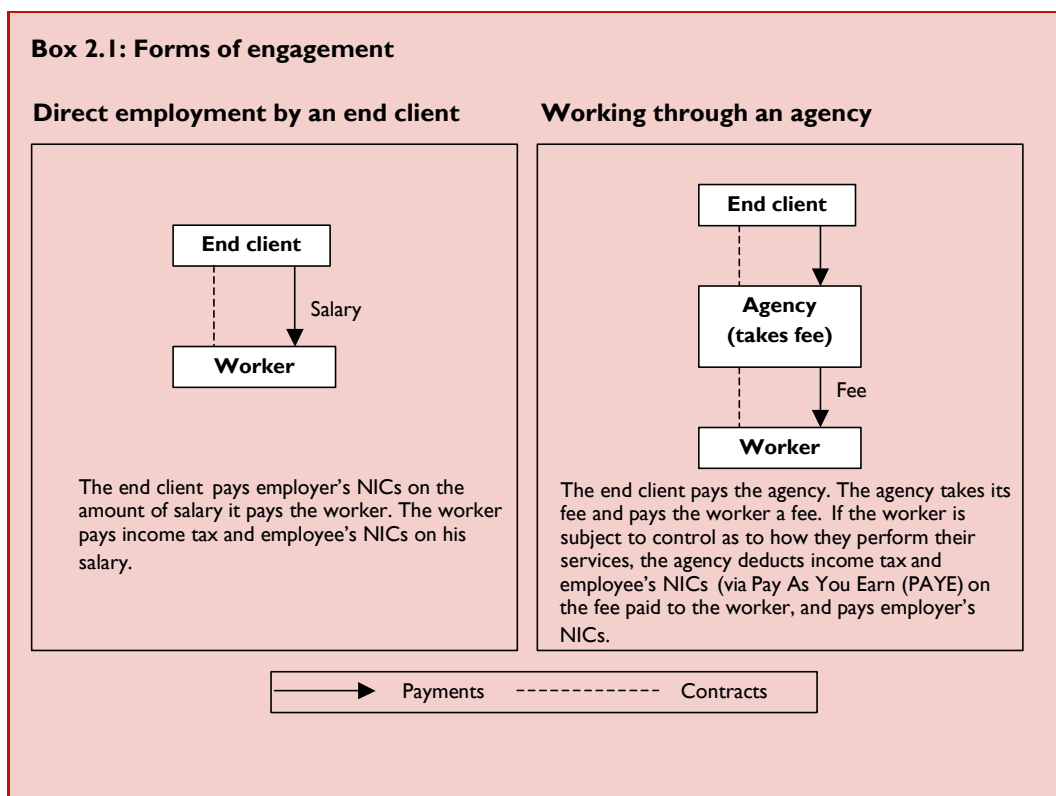 Box 2.1: Forms of engagement
Direct employment by an end client
End client
Salary
Worker
The end client pays employer's NICs on the
amount of salary it pays the worker. The worker
pays income tax and employee's NICs on his
salary.
Working through an agency
End client
Agency
(takes fee)
Fee
Worker
The end client pays the agency. The agency takes its
fee and pays the worker a fee. If the worker is
subject to control as to how they perform their
services, the agency deducts income tax and
employee's NICs (via Pay As You Earn (PAYE) on
the fee paid to the worker, and pays employer's
NICs.
Payments
Contracts